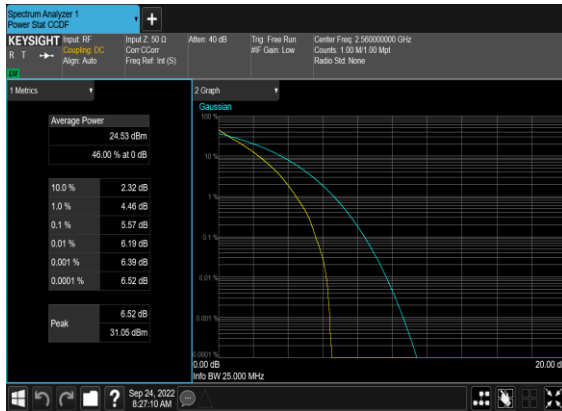 Spectrum Analyzer 1
Power Stat CCDF
KEYSIGHT
R T
LXI
Input: RF
Coupling: DC
Align: Auto
Input Z: 50 Ω
Corr CCorr
Freq Ref: Int (S)
Atten: 40 dB
Trig: Free Run
#IF Gain: Low
Center Freq: 2.560000000 GHz
Counts: 1.00 M/1.00 Mpt
Radio Std: None
1 Metrics
Average Power
24.53 dBm
46.00 % at 0 dB
10.0 % 2.32 dB
1.0 % 4.46 dB
0.1 % 5.57 dB
0.01 % 6.19 dB
0.001 % 6.39 dB
0.0001 % 6.52 dB
Peak
6.52 dB
31.05 dBm
2 Graph
Gaussian
100 %
10 %
1 %
0.1 %
0.01 %
0.001 %
0.0001 %
0.00 dB
20.00 d
Info BW 25.000 MHz
?
Sep 24, 2022
8:27:10 AM